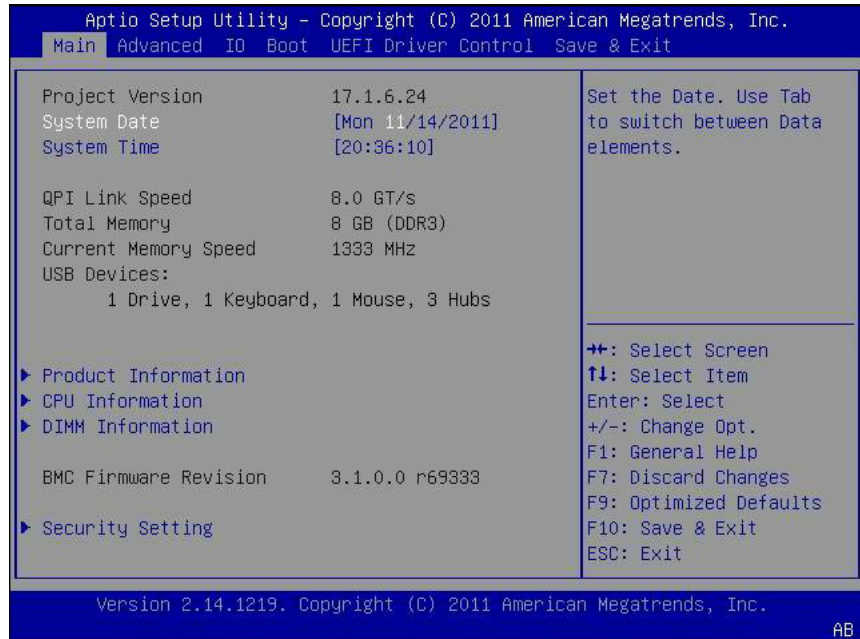 Aptio Setup Utility – Copyright (C) 2011 American Megatrends, Inc.
Main Advanced IO Boot UEFI Driver Control Save & Exit
Project Version 17.1.6.24
System Date [Mon 11/14/2011]
System Time [20:36:10]
QPI Link Speed 8.0 GT/s
Total Memory 8 GB (DDR3)
Current Memory Speed 1333 MHz
USB Devices:
1 Drive, 1 Keyboard, 1 Mouse, 3 Hubs
▶ Product Information
▶ CPU Information
▶ DIMM Information
BMC Firmware Revision 3.1.0.0 r69333
▶ Security Setting
Set the Date. Use Tab
to switch between Data
elements.
→←: Select Screen
↑↓: Select Item
Enter: Select
+/-: Change Opt.
F1: General Help
F7: Discard Changes
F9: Optimized Defaults
F10: Save & Exit
ESC: Exit
Version 2.14.1219. Copyright (C) 2011 American Megatrends, Inc.
AB